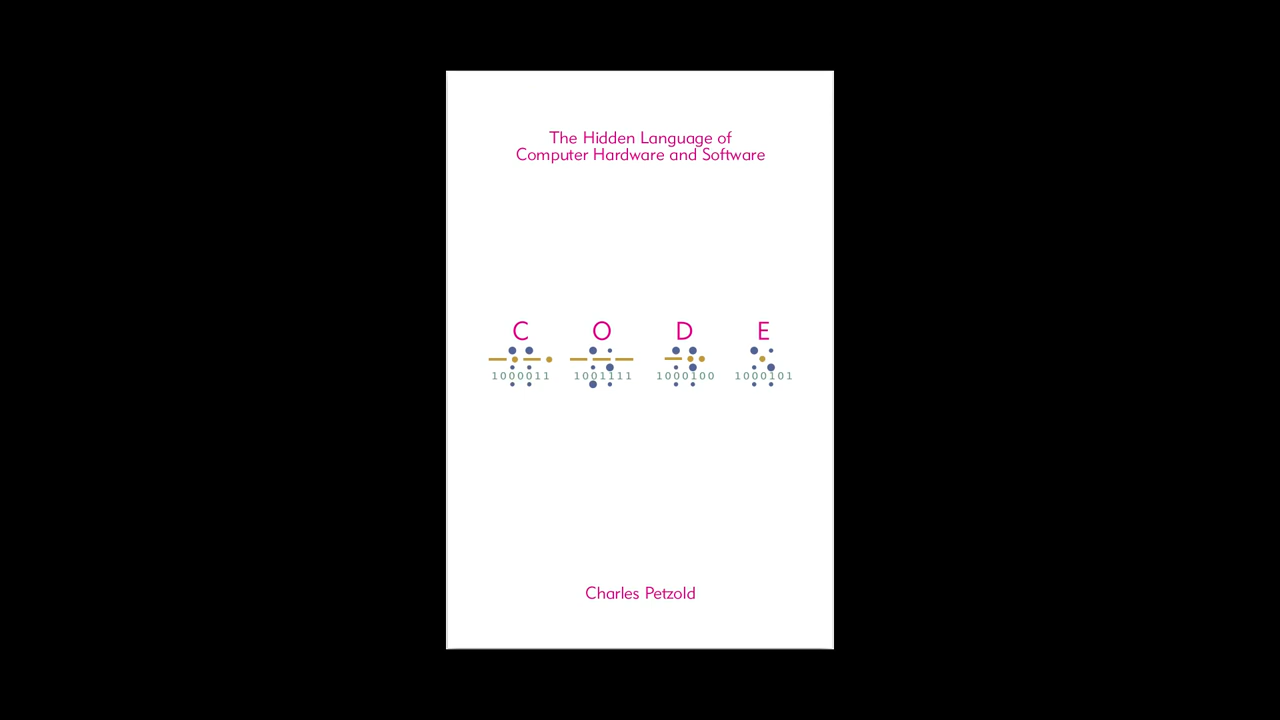 The Hidden Language of
Computer Hardware and Software
C O D E
1000011 1001111 1000100 1000101
Charles Petzold